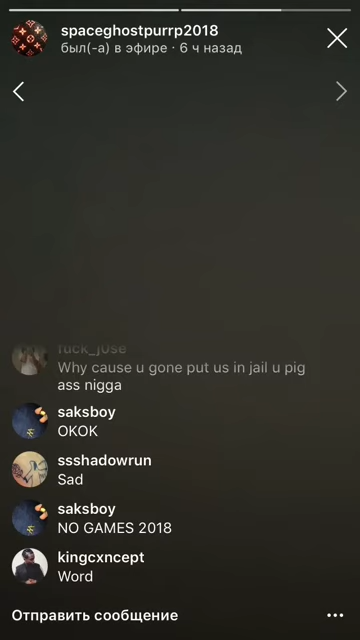 spaceghostpurrp2018
был(-а) в эфире · 6 ч назад
fuck_j0se
Why cause u gone put us in jail u pig
ass nigga
saksboy
OKOK
ssshadowrun
Sad
saksboy
NO GAMES 2018
kingcxncept
Word
Отправить сообщение